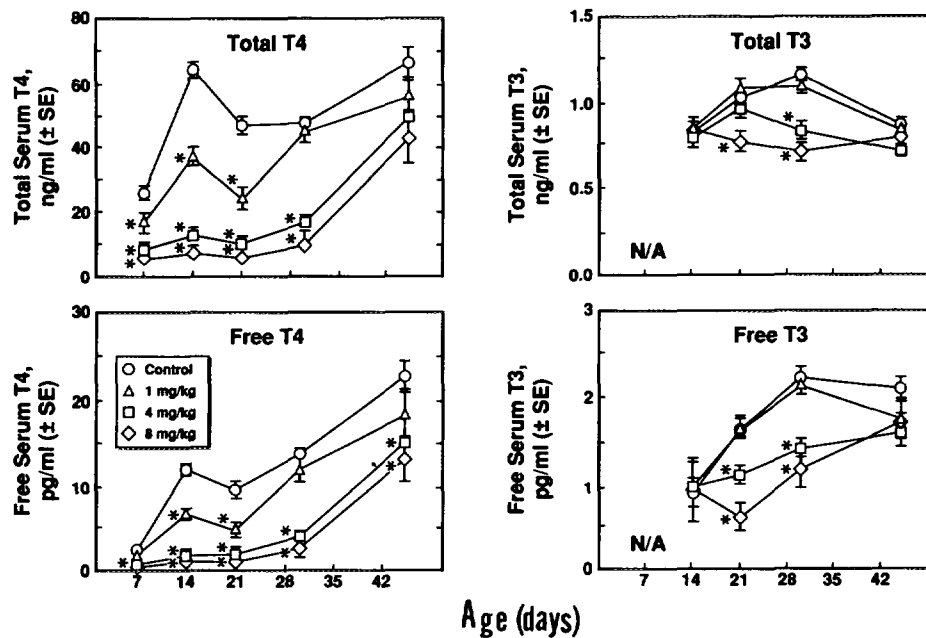 Total T4
Total Serum T4,
ng/ml (± SE)
80
60
40
20
0
Total T3
Total Serum T3,
ng/ml (± SE)
1.5
1.0
0.75
0.5
0.0
N/A
Free T4
Free Serum T4,
pg/ml (± SE)
30
20
10
0
Control
1 mg/kg
4 mg/kg
8 mg/kg
7 14 21 28 35 42
Free T3
Free Serum T3,
pg/ml (± SE)
3
2
1
0
N/A
7 14 21 28 35 42
Age (days)